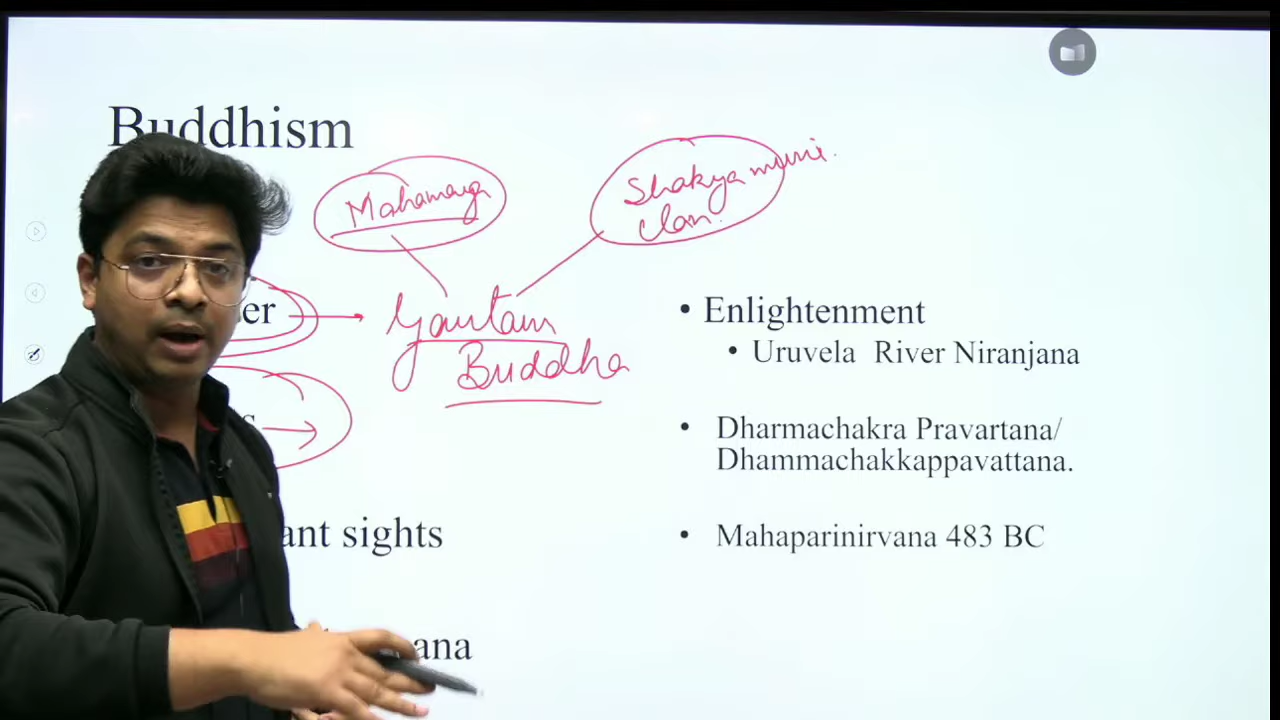 Buddhism
Mahamaya
Shakya muni.
clan.
er
Gautam
Buddha
s
ant sights
ana
• Enlightenment
• Uruvela River Niranjana
• Dharmachakra Pravartana/
Dhammachakkappavattana.
• Mahaparinirvana 483 BC